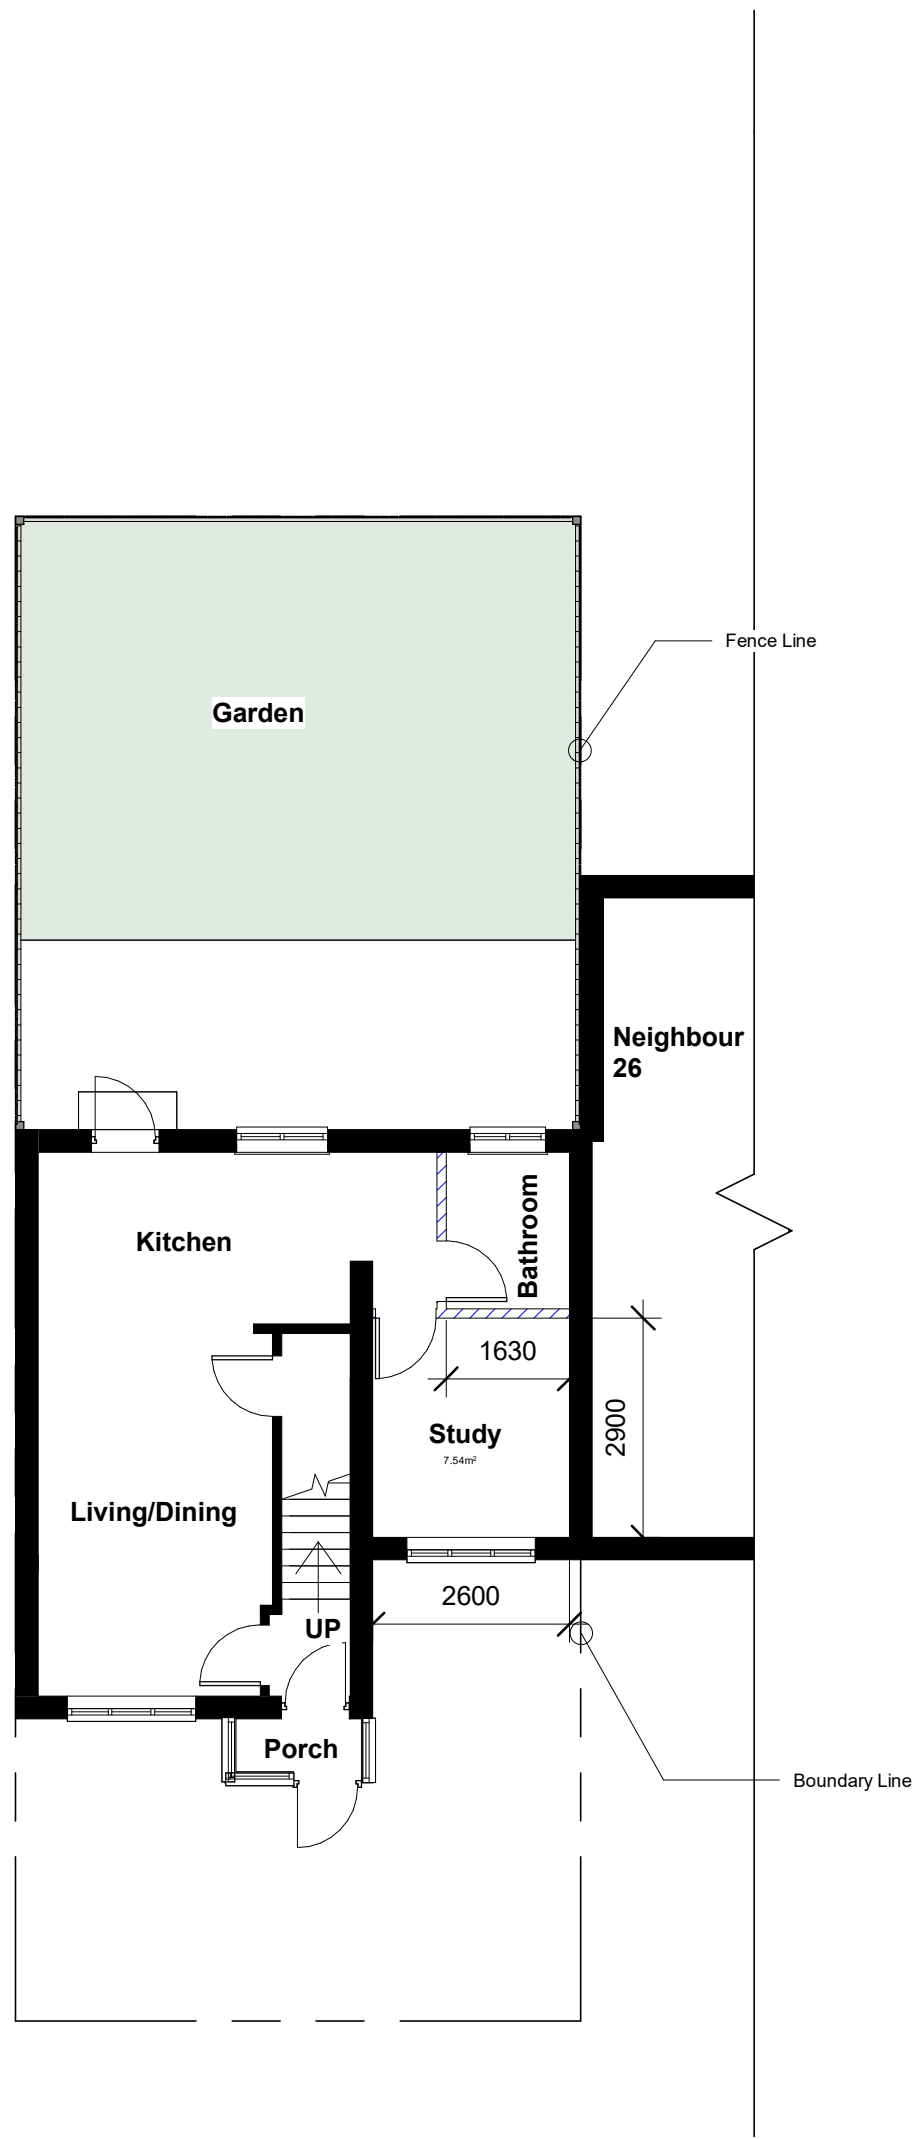 Fence Line
Garden
Neighbour
26
Bathroom
Kitchen
1630
2900
Study
7.54m²
Living/Dining
2600
UP
Porch
Boundary Line